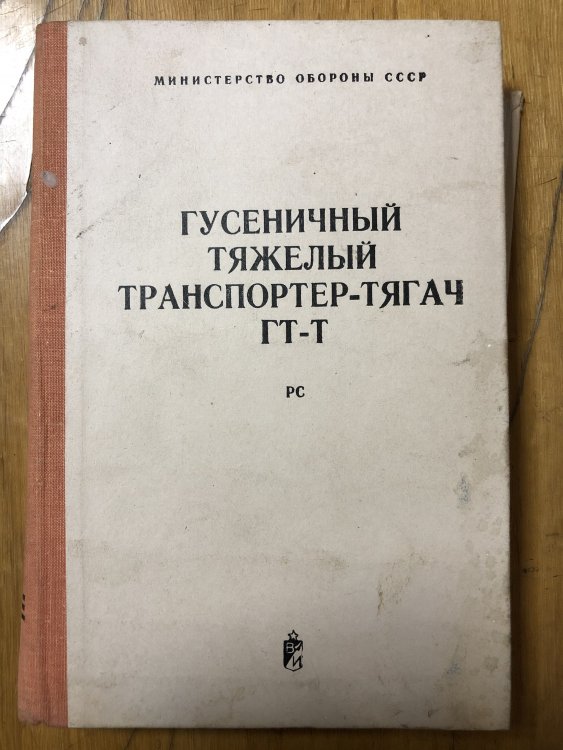 МИНИСТЕРСТВО ОБОРОНЫ СССР
ГУСЕНИЧНЫЙ
ТЯЖЕЛЫЙ
ТРАНСПОРТЕР-ТЯГАЧ
ГТ-Т
РС
В
И